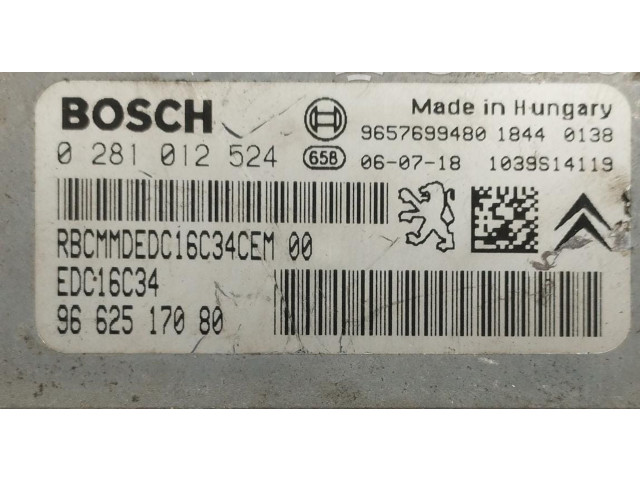 BOSCH
Made in Hungary
9657699480 1844 0138
0 281 012 524
658 06-07-18 1039S14119
RBCMMDEDC16C34CEM 00
EDC16C34
96 625 170 80